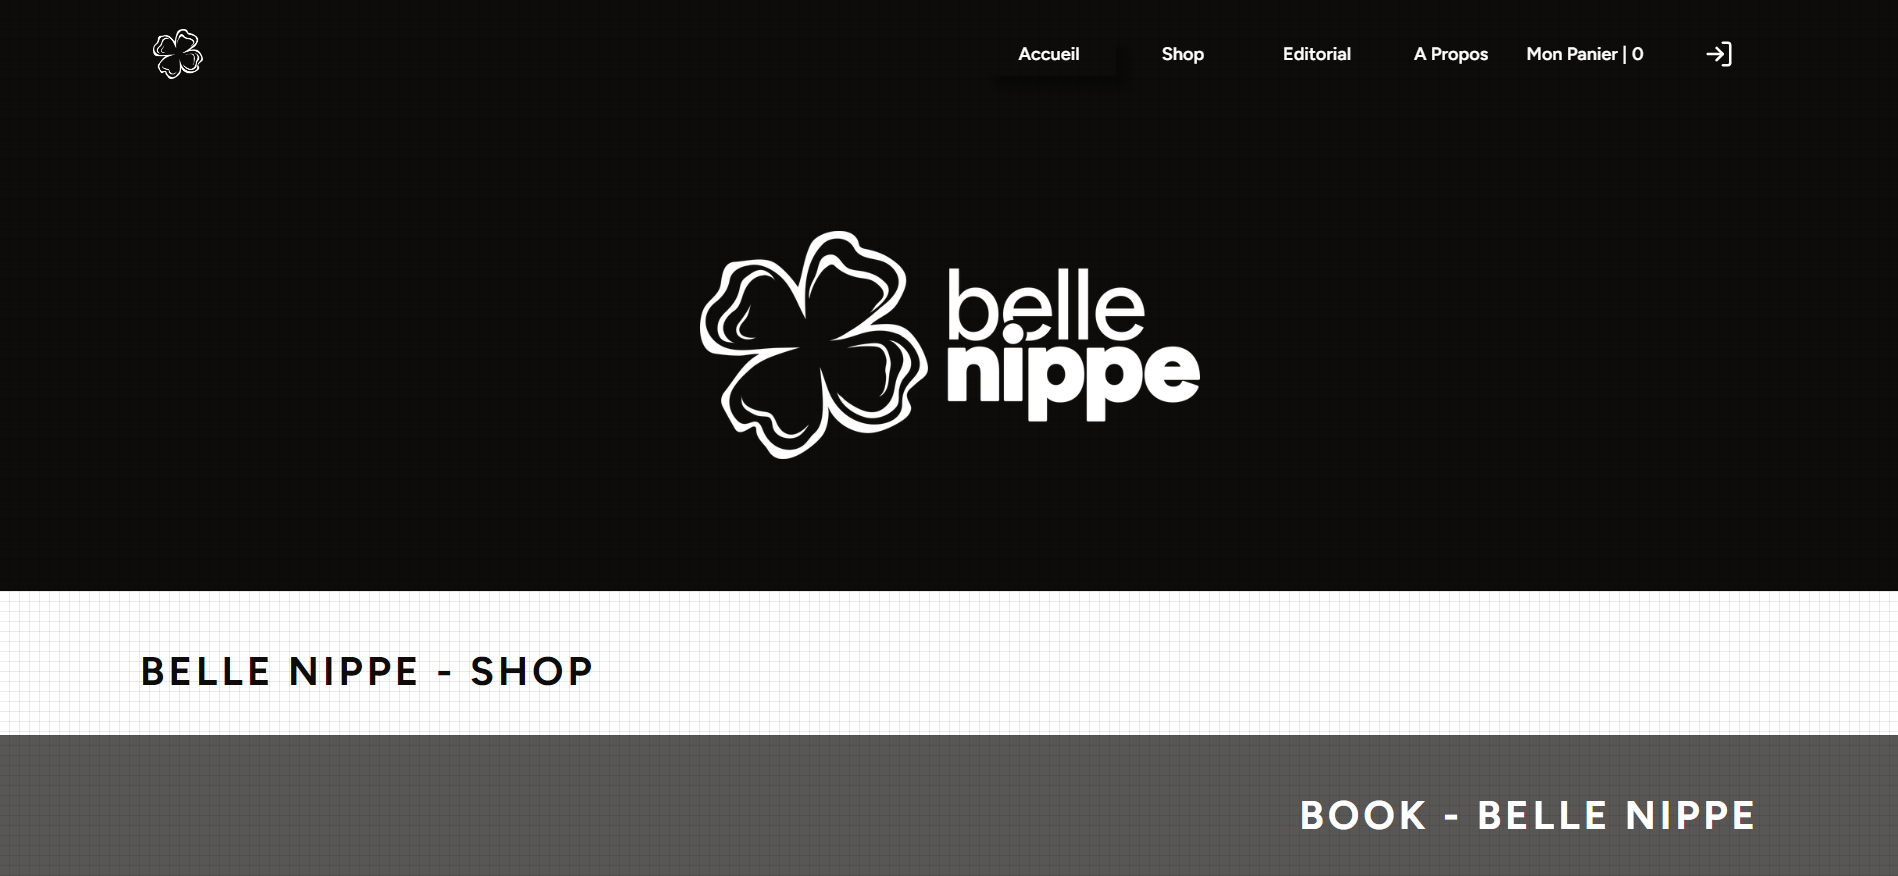 Accueil Shop Editorial A Propos Mon Panier | 0
belle
nippe
BELLE NIPPE - SHOP
BOOK - BELLE NIPPE